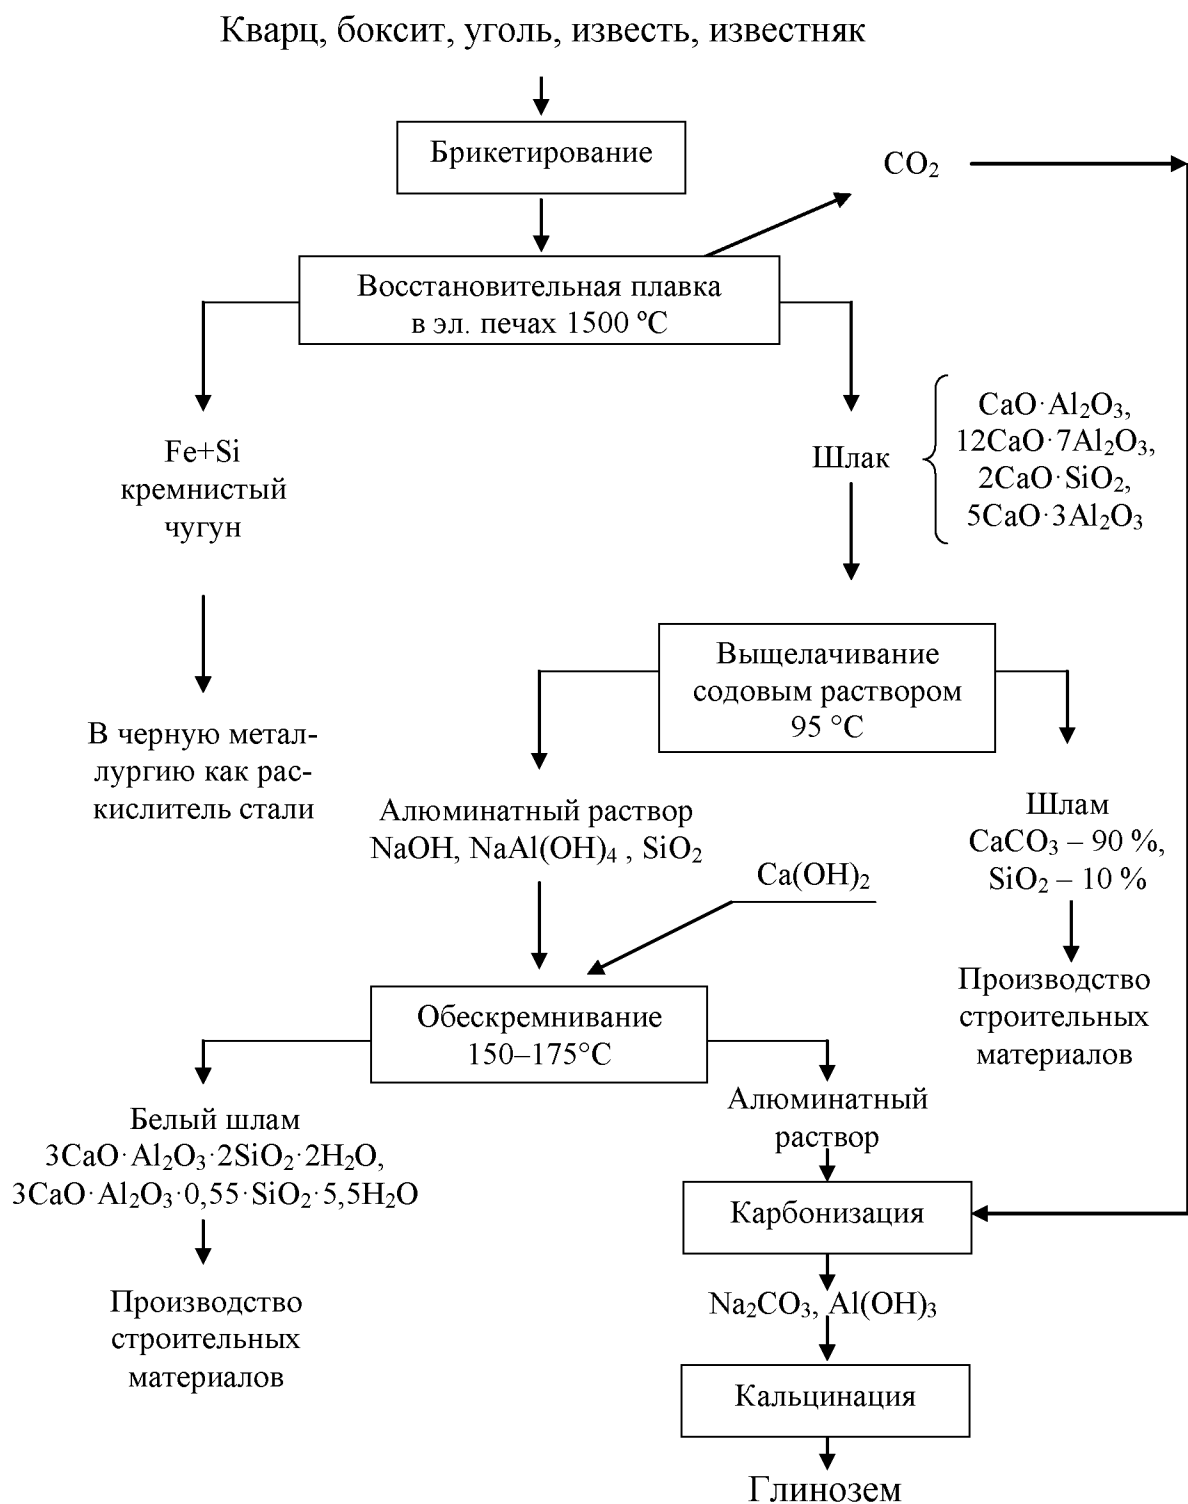 Кварц, боксит, уголь, известь, известняк
Брикетирование
CO₂
Восстановительная плавка
в эл. печах 1500 ºС
Fe+Si
кремнистый
чугун
Шлак
CaO·Al₂O₃,
12CaO·7Al₂O₃,
2CaO·SiO₂,
5CaO·3Al₂O₃
В черную метал-
лургию как рас-
кислитель стали
Выщелачивание
содовым раствором
95 °С
Алюминатный раствор
NaOH, NaAl(OH)₄ , SiO₂
Шлам
CaCO₃ – 90 %,
SiO₂ – 10 %
Ca(OH)₂
Производство
строительных
материалов
Обескремнивание
150–175°С
Белый шлам
3CaO·Al₂O₃·2SiO₂·2H₂O,
3CaO·Al₂O₃·0,55·SiO₂·5,5H₂O
Алюминатный
раствор
Карбонизация
Производство
строительных
материалов
Na₂CO₃, Al(OH)₃
Кальцинация
Глинозем